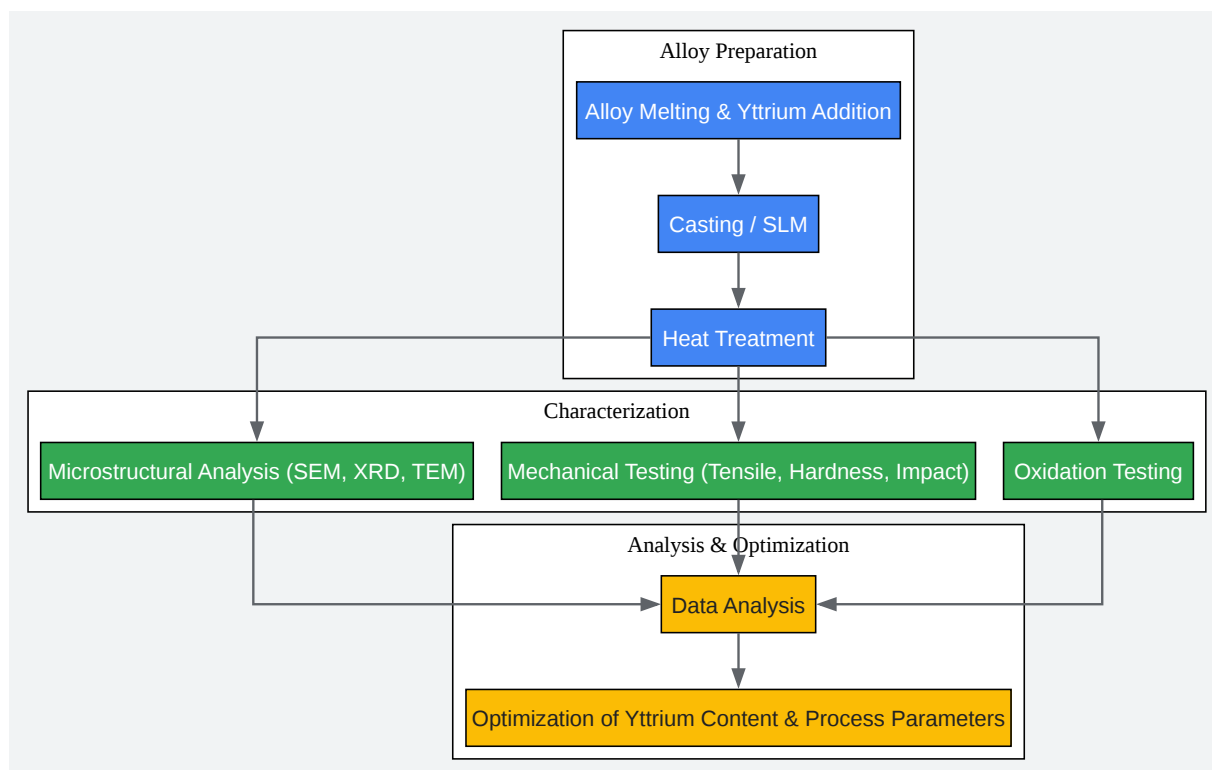 Alloy Preparation
Alloy Melting & Yttrium Addition
Casting / SLM
Heat Treatment
Characterization
Microstructural Analysis (SEM, XRD, TEM)
Mechanical Testing (Tensile, Hardness, Impact)
Oxidation Testing
Analysis & Optimization
Data Analysis
Optimization of Yttrium Content & Process Parameters